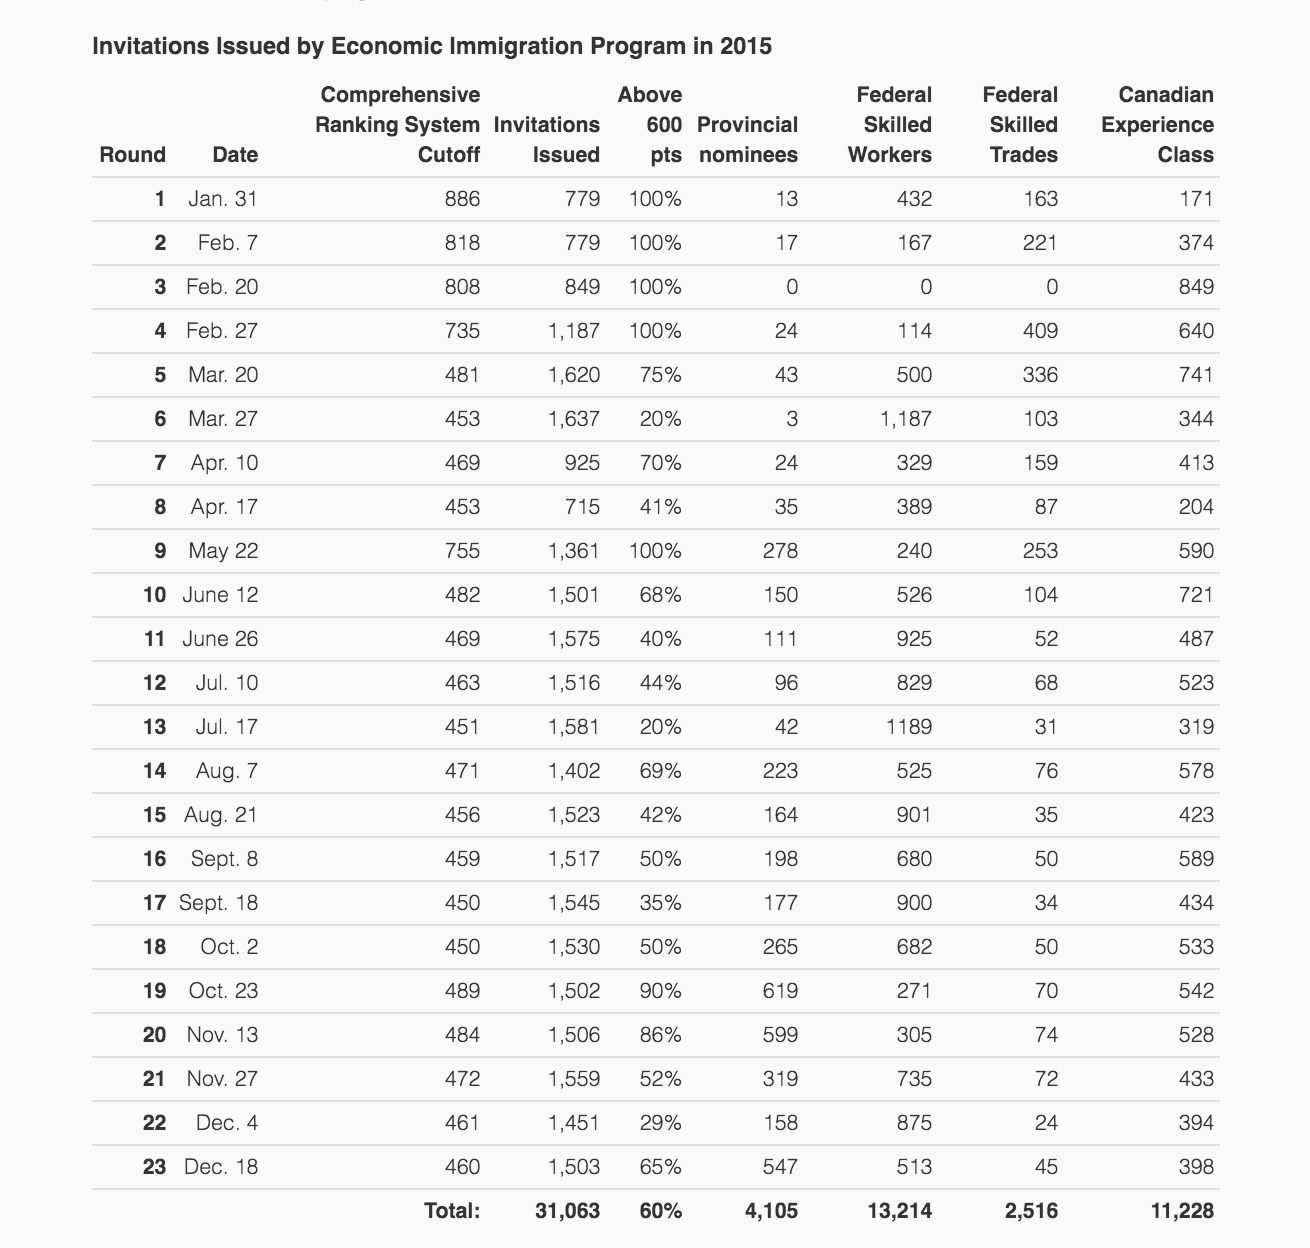 Invitations Issued by Economic Immigration Program in 2015
Comprehensive Above Federal Federal Canadian
Ranking System Invitations 600 Provincial Skilled Skilled Experience
Round Date Cutoff Issued pts nominees Workers Trades Class
1 Jan. 31 886 779 100% 13 432 163 171
2 Feb. 7 818 779 100% 17 167 221 374
3 Feb. 20 808 849 100% 0 0 0 849
4 Feb. 27 735 1,187 100% 24 114 409 640
5 Mar. 20 481 1,620 75% 43 500 336 741
6 Mar. 27 453 1,637 20% 3 1,187 103 344
7 Apr. 10 469 925 70% 24 329 159 413
8 Apr. 17 453 715 41% 35 389 87 204
9 May 22 755 1,361 100% 278 240 253 590
10 June 12 482 1,501 68% 150 526 104 721
11 June 26 469 1,575 40% 111 925 52 487
12 Jul. 10 463 1,516 44% 96 829 68 523
13 Jul. 17 451 1,581 20% 42 1189 31 319
14 Aug. 7 471 1,402 69% 223 525 76 578
15 Aug. 21 456 1,523 42% 164 901 35 423
16 Sept. 8 459 1,517 50% 198 680 50 589
17 Sept. 18 450 1,545 35% 177 900 34 434
18 Oct. 2 450 1,530 50% 265 682 50 533
19 Oct. 23 489 1,502 90% 619 271 70 542
20 Nov. 13 484 1,506 86% 599 305 74 528
21 Nov. 27 472 1,559 52% 319 735 72 433
22 Dec. 4 461 1,451 29% 158 875 24 394
23 Dec. 18 460 1,503 65% 547 513 45 398
Total: 31,063 60% 4,105 13,214 2,516 11,228